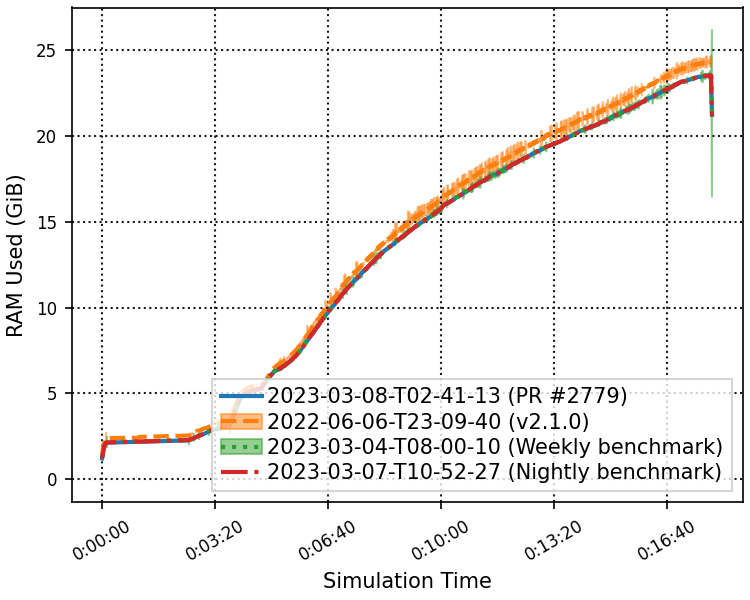 25
20
15
10
5
0
RAM Used (GiB)
2023-03-08-T02-41-13 (PR #2779)
2022-06-06-T23-09-40 (v2.1.0)
2023-03-04-T08-00-10 (Weekly benchmark)
2023-03-07-T10-52-27 (Nightly benchmark)
0:00:00
0:03:20
0:06:40
0:10:00
0:13:20
0:16:40
Simulation Time